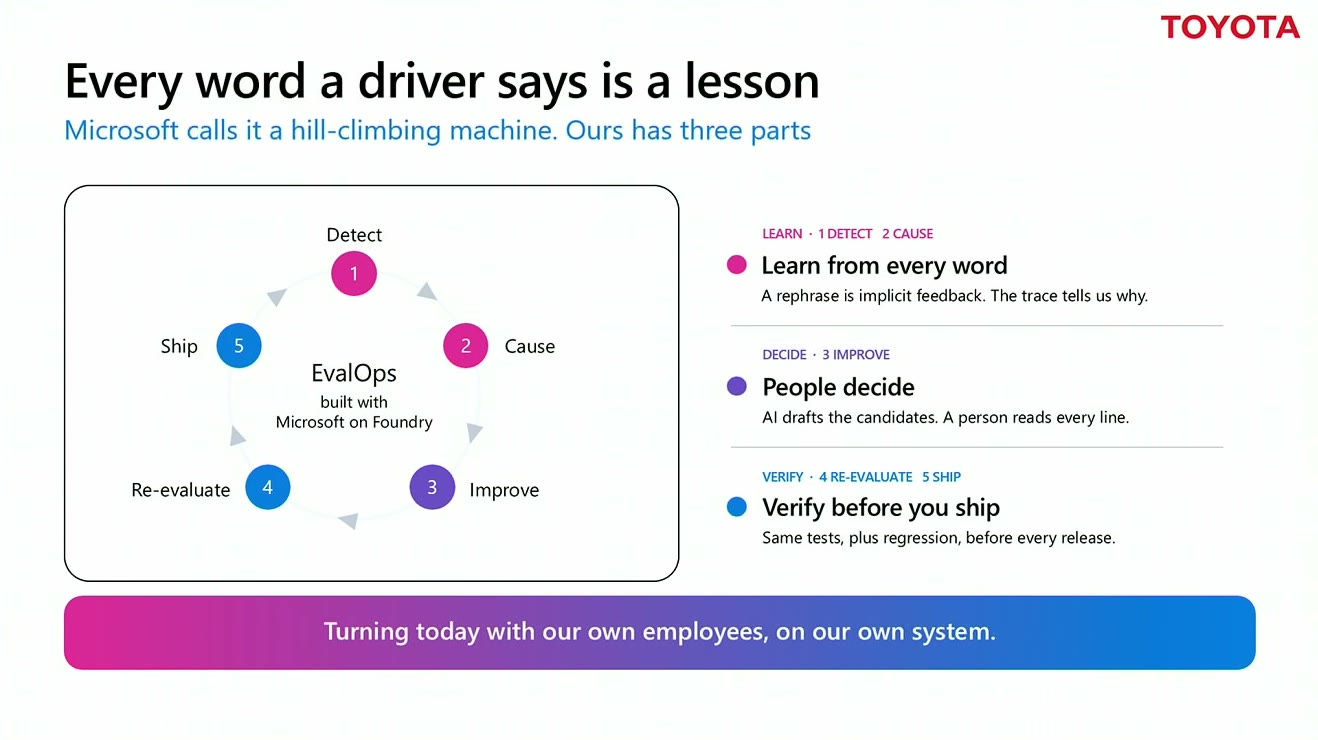 TOYOTA
Every word a driver says is a lesson
Microsoft calls it a hill-climbing machine. Ours has three parts
Detect
1
2
Cause
3
Improve
4
Re-evaluate
5
Ship
EvalOps
built with
Microsoft on Foundry
LEARN · 1 DETECT 2 CAUSE
Learn from every word
A rephrase is implicit feedback. The trace tells us why.
DECIDE · 3 IMPROVE
People decide
AI drafts the candidates. A person reads every line.
VERIFY · 4 RE-EVALUATE 5 SHIP
Verify before you ship
Same tests, plus regression, before every release.
Turning today with our own employees, on our own system.